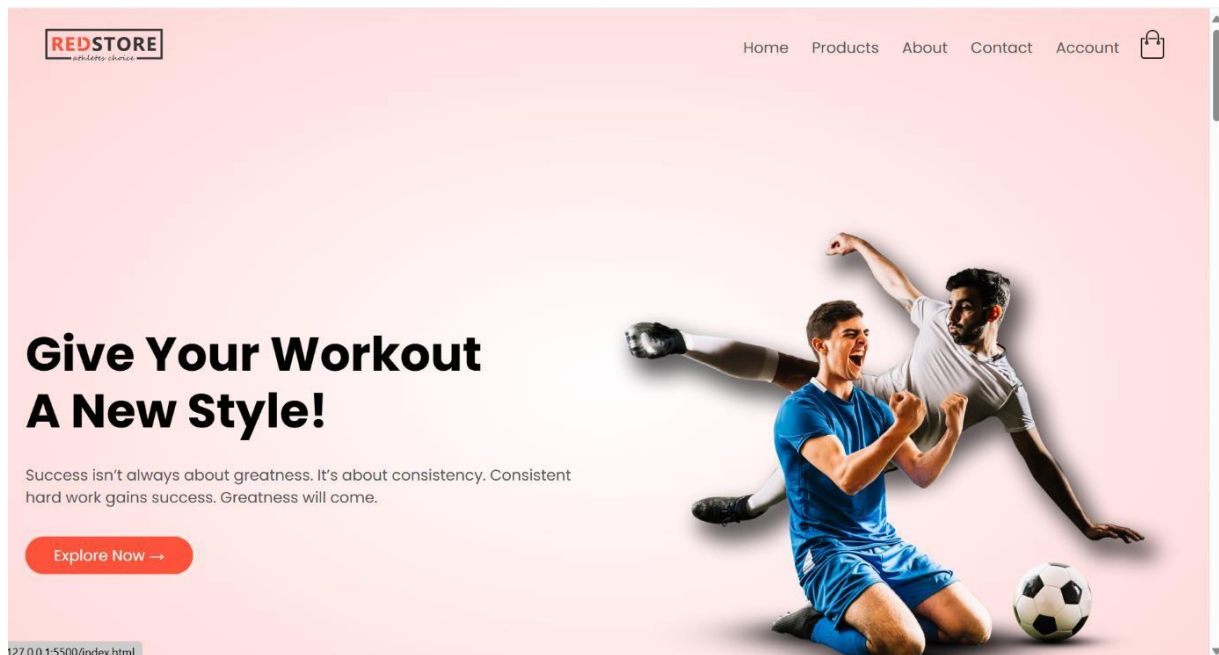 REDSTORE
athletes choice
Home Products About Contact Account
Give Your Workout
A New Style!
Success isn't always about greatness. It's about consistency. Consistent
hard work gains success. Greatness will come.
Explore Now →
127.0.0.1:5500/index.html